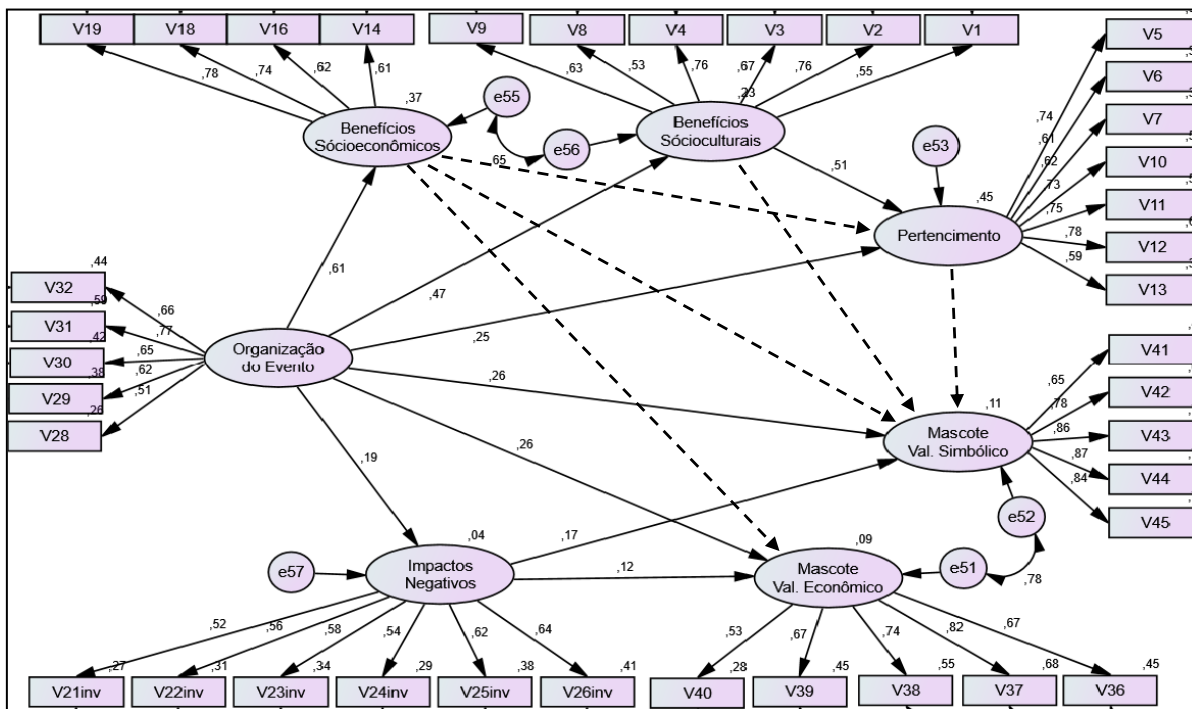 V19 V18 V16 V14 V9 V8 V4 V3 V2 V1
,78 ,74 ,62 ,61 ,63 ,53 ,76 ,67 ,76 ,55
V5
V6
V7
V10
V11
V12
V13
,74
,61
,62
,73
,75
,78
,59
,37
Benefícios
Sócioeconômicos
e55
e56
,65
,23
Benefícios
Sócioculturais
,51
e53
,45
Pertencimento
,61
,47
,25
,26
,26
,19
,44
V32
,59
V31
,42
V30
,38
V29
,26
V28
,66
,77
,65
,62
,51
Organização
do Evento
,11
Mascote
Val. Simbólico
,65
,78
,86
,87
,84
V41
V42
V43
V44
V45
e52
e51
,78
e57
,04
Impactos
Negativos
,17
,12
,09
Mascote
Val. Econômico
,52 ,56 ,58 ,54 ,62 ,64
,27 ,31 ,34 ,29 ,38 ,41
V21inv V22inv V23inv V24inv V25inv V26inv
,53 ,67 ,74 ,82 ,67
,28 ,45 ,55 ,68 ,45
V40 V39 V38 V37 V36